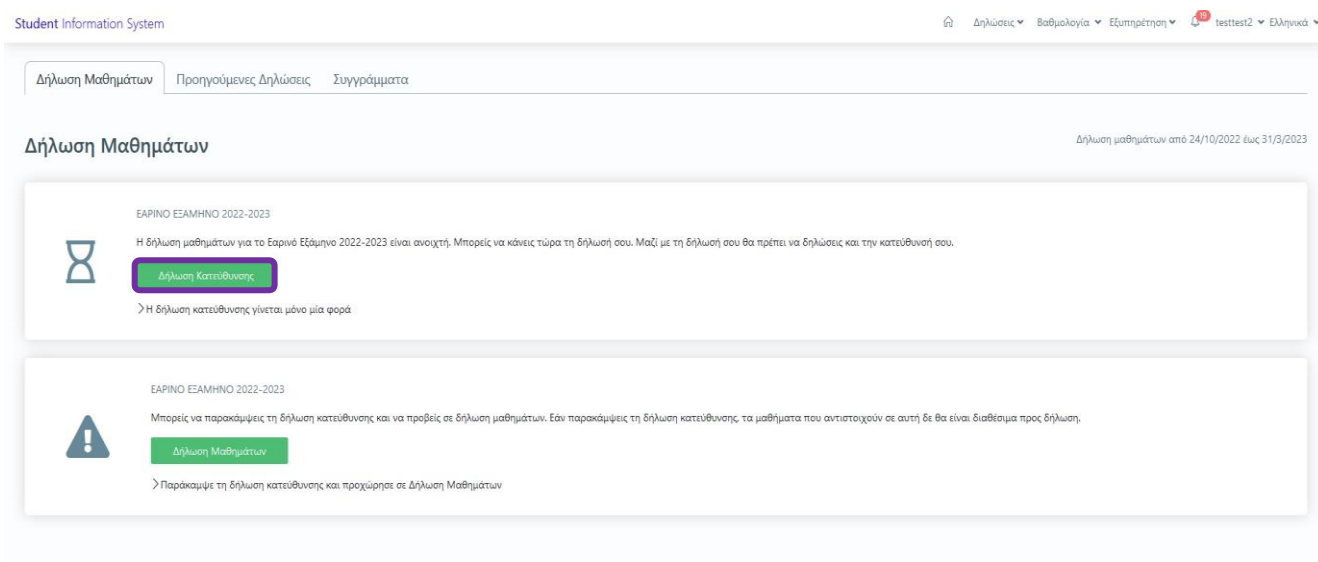 Student Information System
Δηλώσεις Βαθμολογία Εξυπηρέτηση 19 testtest2 Ελληνικά
Δήλωση Μαθημάτων Προηγούμενες Δηλώσεις Συγγράμματα
Δήλωση Μαθημάτων
Δήλωση μαθημάτων από 24/10/2022 έως 31/3/2023
ΕΑΡΙΝΟ ΕΞΑΜΗΝΟ 2022-2023
Η δήλωση μαθημάτων για το Εαρινό Εξάμηνο 2022-2023 είναι ανοιχτή. Μπορείς να κάνεις τώρα τη δήλωσή σου. Μαζί με τη δήλωσή σου θα πρέπει να δηλώσεις και την κατεύθυνσή σου.
Δήλωση Κατεύθυνσης
Η δήλωση κατεύθυνσης γίνεται μόνο μία φορά
ΕΑΡΙΝΟ ΕΞΑΜΗΝΟ 2022-2023
Μπορείς να παρακάμψεις τη δήλωση κατεύθυνσης και να προβείς σε δήλωση μαθημάτων. Εάν παρακάμψεις τη δήλωση κατεύθυνσης, τα μαθήματα που αντιστοιχούν σε αυτή δε θα είναι διαθέσιμα προς δήλωση.
Δήλωση Μαθημάτων
Παράκαμψε τη δήλωση κατεύθυνσης και προχώρησε σε Δήλωση Μαθημάτων